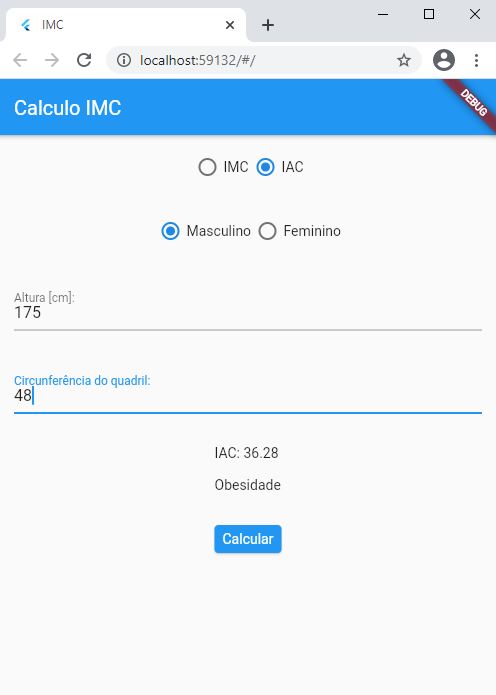 IMC
localhost:59132/#/
Calculo IMC
DEBUG
IMC IAC
Masculino Feminino
Altura [cm]:
175
Circunferência do quadril:
48
IAC: 36.28
Obesidade
Calcular